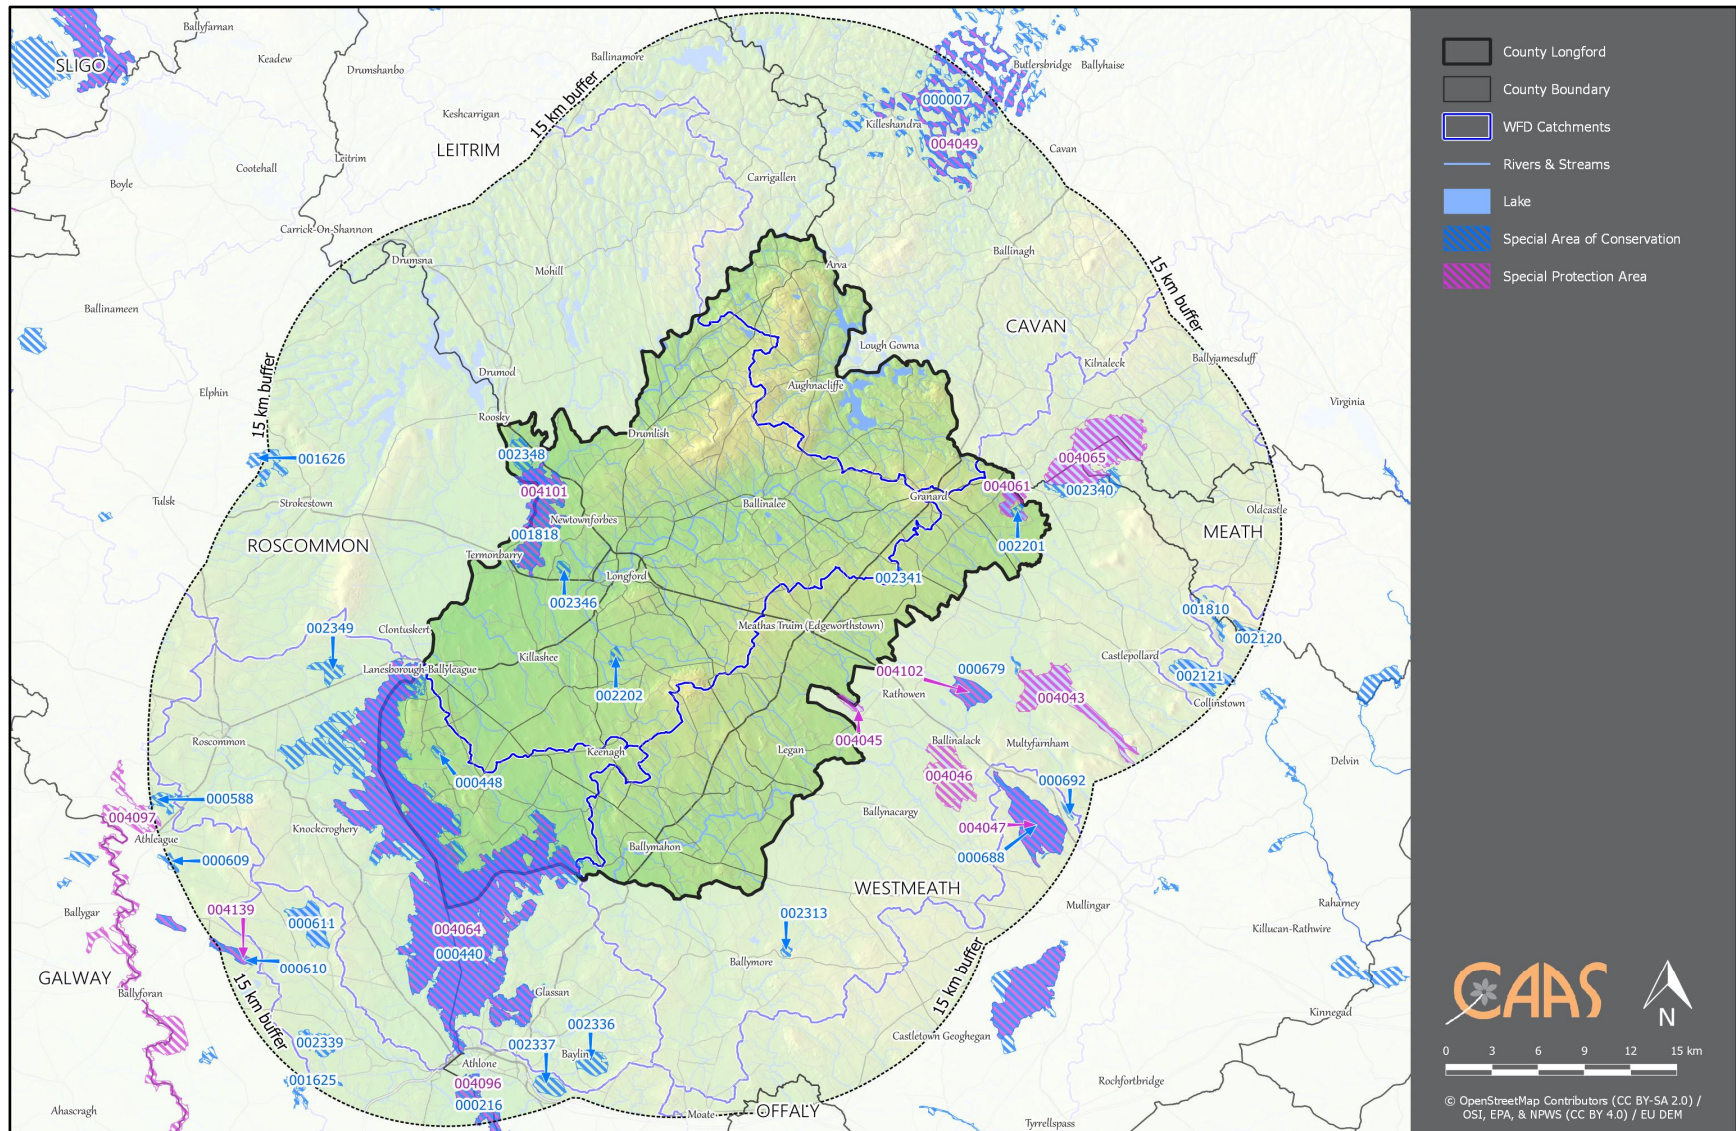 Ballyfarnan
SLIGO
Keadew
Drumshanbo
Ballinamore
Butlersbridge
Ballyhaise
15 km buffer
000007
Killeshandra
004049
Keshcarrigan
LEITRIM
Cavan
Leitrim
Cootehall
Boyle
Carrigallen
Carrick-On-Shannon
Drumsna
Mohill
Arva
Ballinagh
15 km buffer
Ballinameen
CAVAN
Lough Gowna
Kilnaleck
Ballyjamesduff
15 km buffer
Drumod
Elphin
Aughnacliffe
Virginia
Roosky
Drumlish
001626
002348
004065
Tulsk
Strokestown
004101
Ballinalee
Granard
004061
002340
Oldcastle
Newtownforbes
001818
ROSCOMMON
002201
MEATH
Termonbarry
Longford
002341
002346
001810
002349
Clontuskert
Meathas Truim (Edgeworthstown)
002120
Killashee
Castlepollard
Lanesborough-Ballyleague
004102
000679
002121
002202
Rathowen
004043
Collinstown
Roscommon
Keenagh
Legan
004045
Ballinalack
Multyfarnham
Delvin
000448
004046
000692
000588
004097
Ballynacargy
Knockcroghery
004047
Athleague
Ballymahon
000688
000609
WESTMEATH
004139
Mullingar
Raharney
Ballygar
000611
002313
004064
Killucan-Rathwire
000440
000610
Ballymore
GALWAY
15 km buffer
15 km buffer
Ballyforan
Glassan
Kinnegad
002336
Castletown Geoghegan
002339
002337
Baylin
Athlone
001625
004096
Rochfortbridge
000216
Ahascragh
Moate
OFFALY
Tyrrellspass
County Longford
County Boundary
WFD Catchments
Rivers & Streams
Lake
Special Area of Conservation
Special Protection Area
CAAS
N
0 3 6 9 12 15 km
© OpenStreetMap Contributors (CC BY-SA 2.0) /
OSI, EPA, & NPWS (CC BY 4.0) / EU DEM